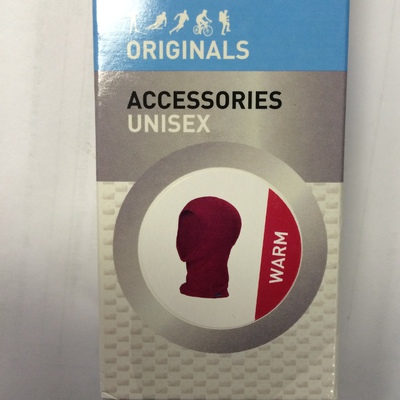 ORIGINALS
ACCESSORIES
UNISEX
WARM